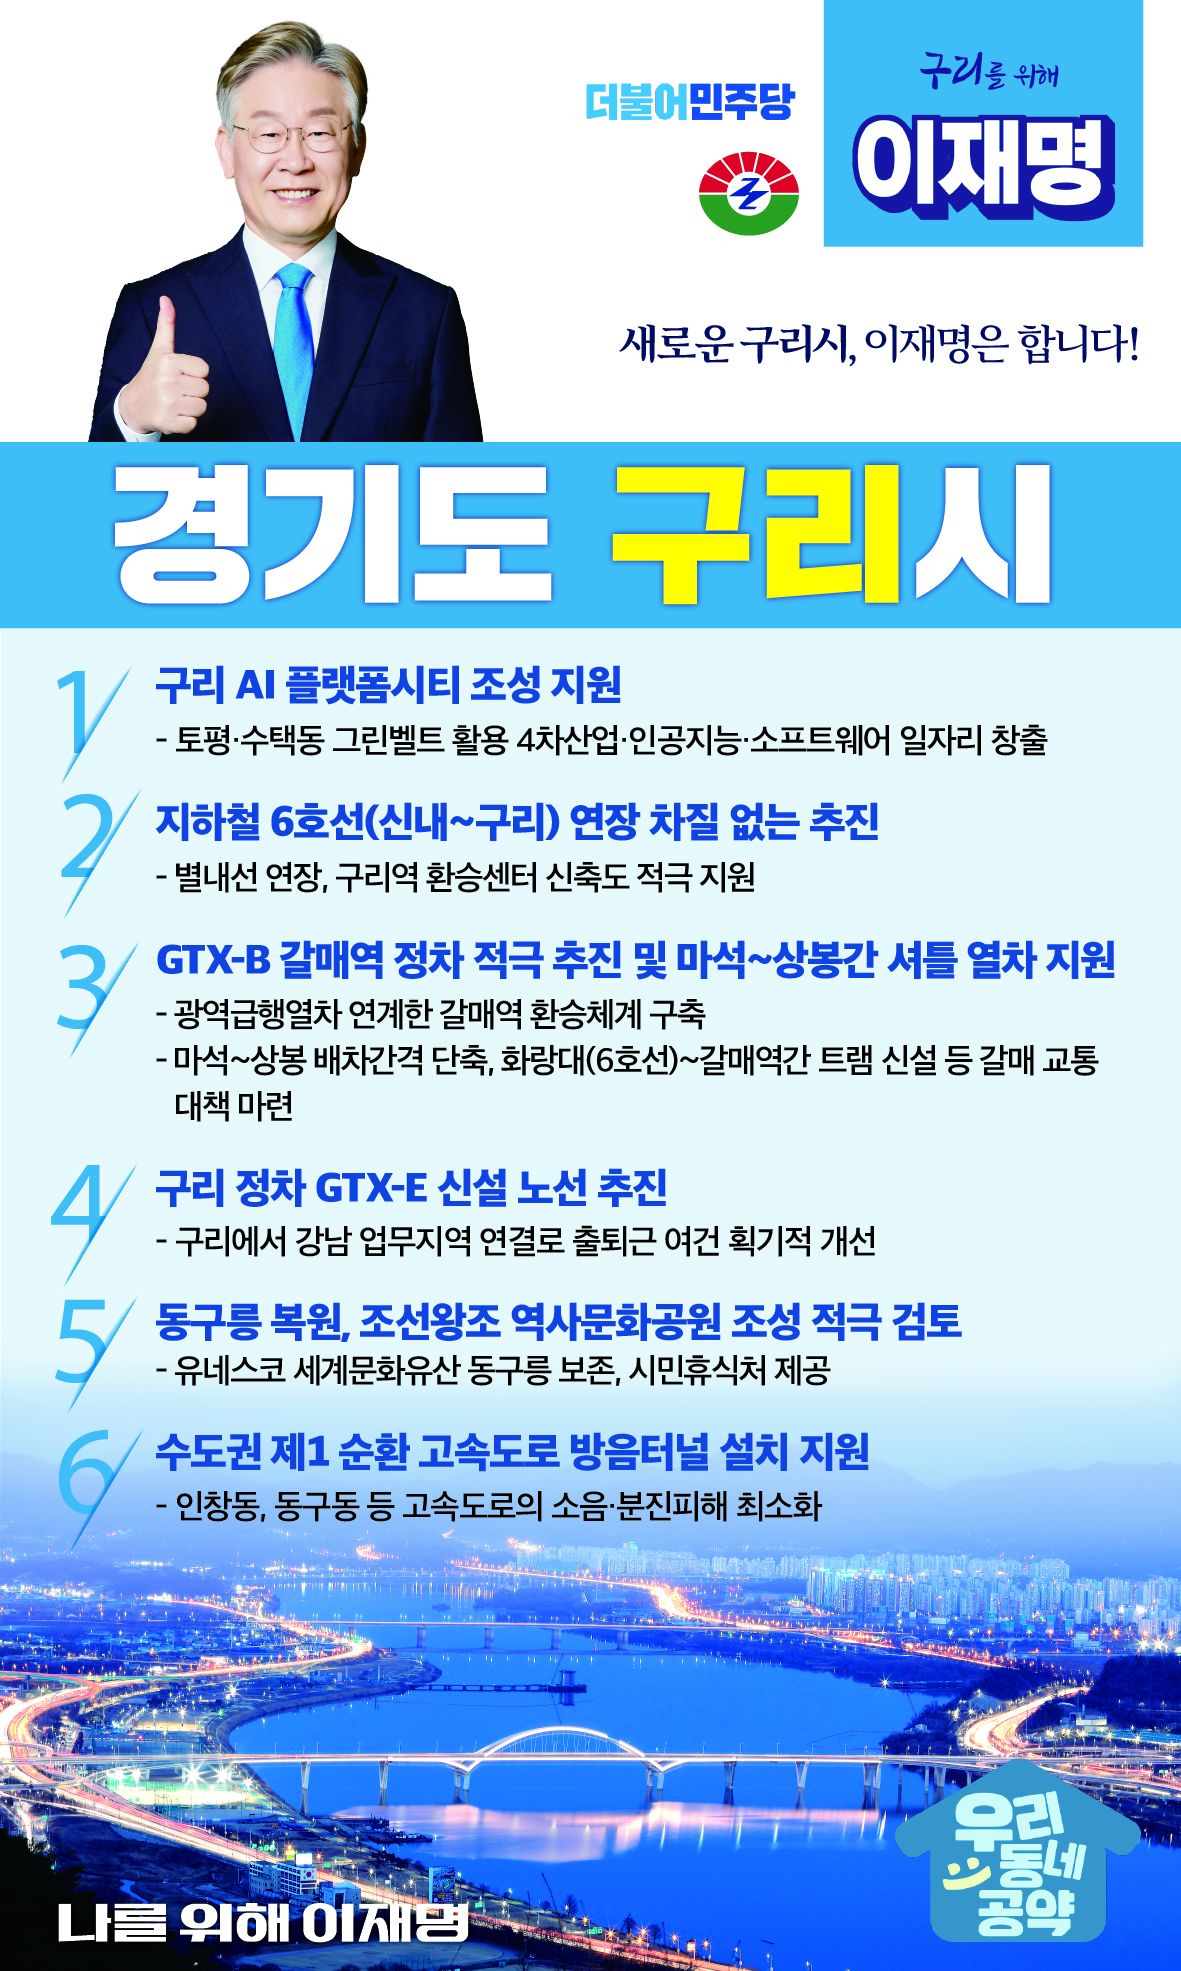 더불어민주당
구리를 위해
이재명
새로운 구리시, 이재명은 합니다!
경기도 구리시
1
구리 AI 플랫폼시티 조성 지원
- 토평·수택동 그린벨트 활용 4차산업·인공지능·소프트웨어 일자리 창출
2
지하철 6호선(신내~구리) 연장 차질 없는 추진
- 별내선 연장, 구리역 환승센터 신축도 적극 지원
3
GTX-B 갈매역 정차 적극 추진 및 마석~상봉간 셔틀 열차 지원
- 광역급행열차 연계한 갈매역 환승체계 구축
- 마석~상봉 배차간격 단축, 화랑대(6호선)~갈매역간 트램 신설 등 갈매 교통
대책 마련
4
구리 정차 GTX-E 신설 노선 추진
- 구리에서 강남 업무지역 연결로 출퇴근 여건 획기적 개선
5
동구릉 복원, 조선왕조 역사문화공원 조성 적극 검토
- 유네스코 세계문화유산 동구릉 보존, 시민휴식처 제공
6
수도권 제1 순환 고속도로 방음터널 설치 지원
- 인창동, 동구동 등 고속도로의 소음·분진피해 최소화
우리
동네
공약
나를 위해 이재명